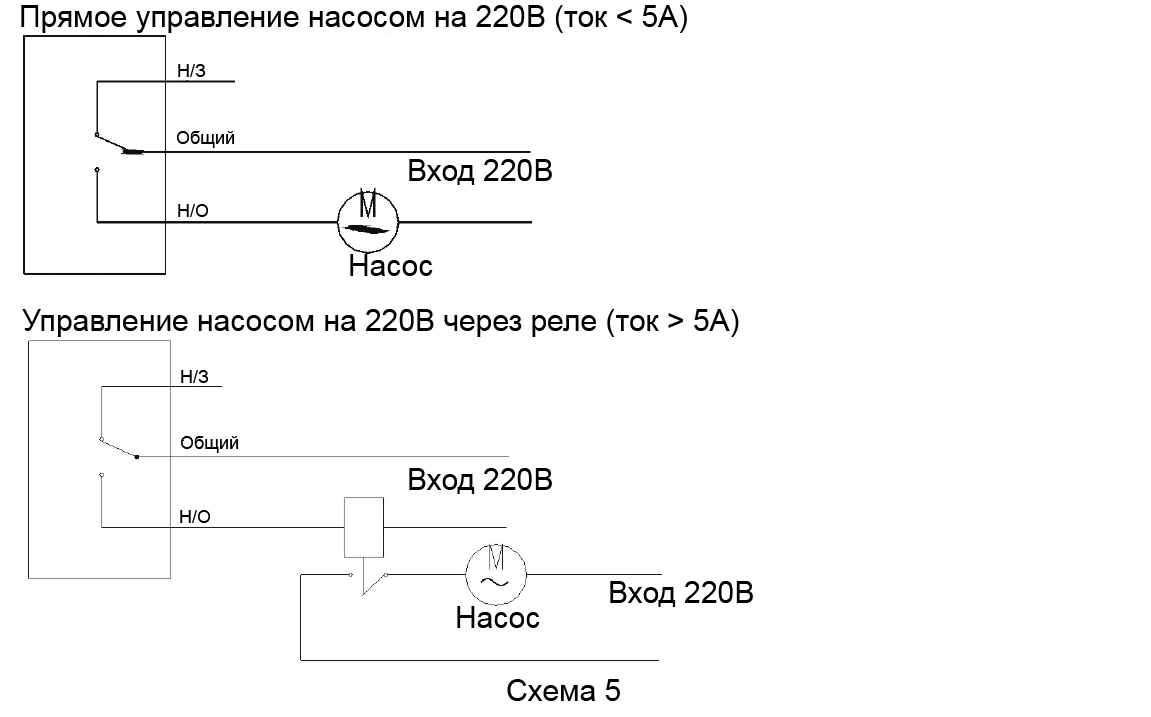 Прямое управление насосом на 220В (ток < 5А)
Н/З
Общий
Вход 220В
Н/О
М
Насос
Управление насосом на 220В через реле (ток > 5А)
Н/З
Общий
Вход 220В
Н/О
М
Вход 220В
Насос
Схема 5